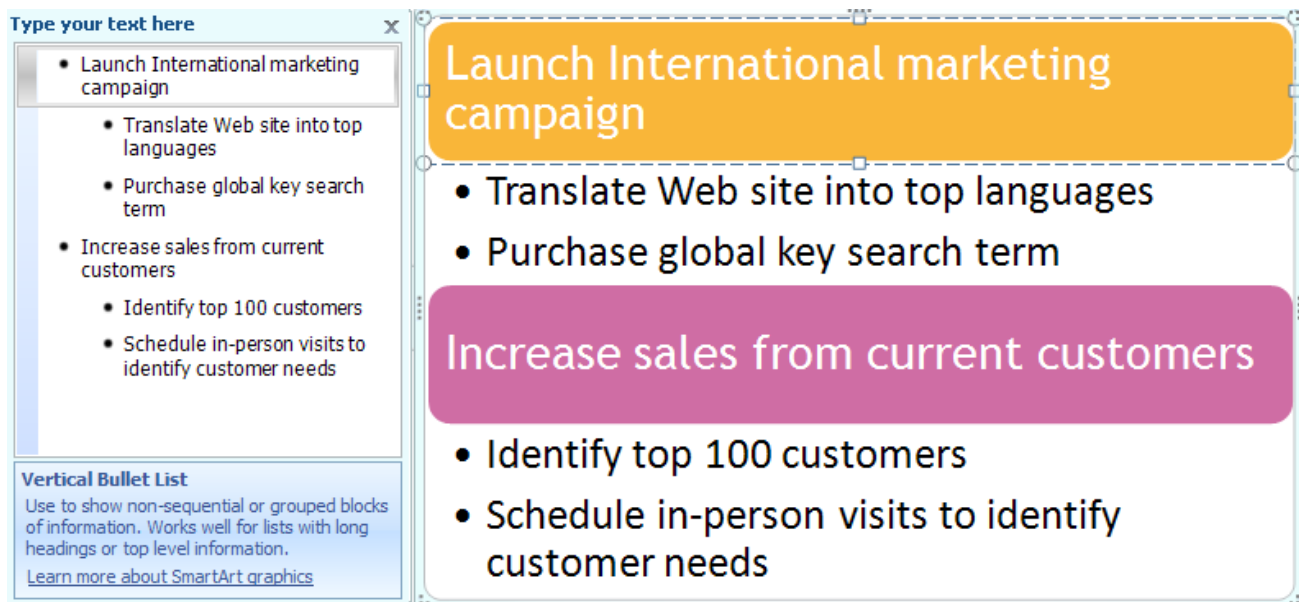 Type your text here
x
• Launch International marketing
campaign
• Translate Web site into top
languages
• Purchase global key search
term
• Increase sales from current
customers
• Identify top 100 customers
• Schedule in-person visits to
identify customer needs
Vertical Bullet List
Use to show non-sequential or grouped blocks
of information. Works well for lists with long
headings or top level information.
Learn more about SmartArt graphics
Launch International marketing
campaign
• Translate Web site into top languages
• Purchase global key search term
Increase sales from current customers
• Identify top 100 customers
• Schedule in-person visits to identify
customer needs